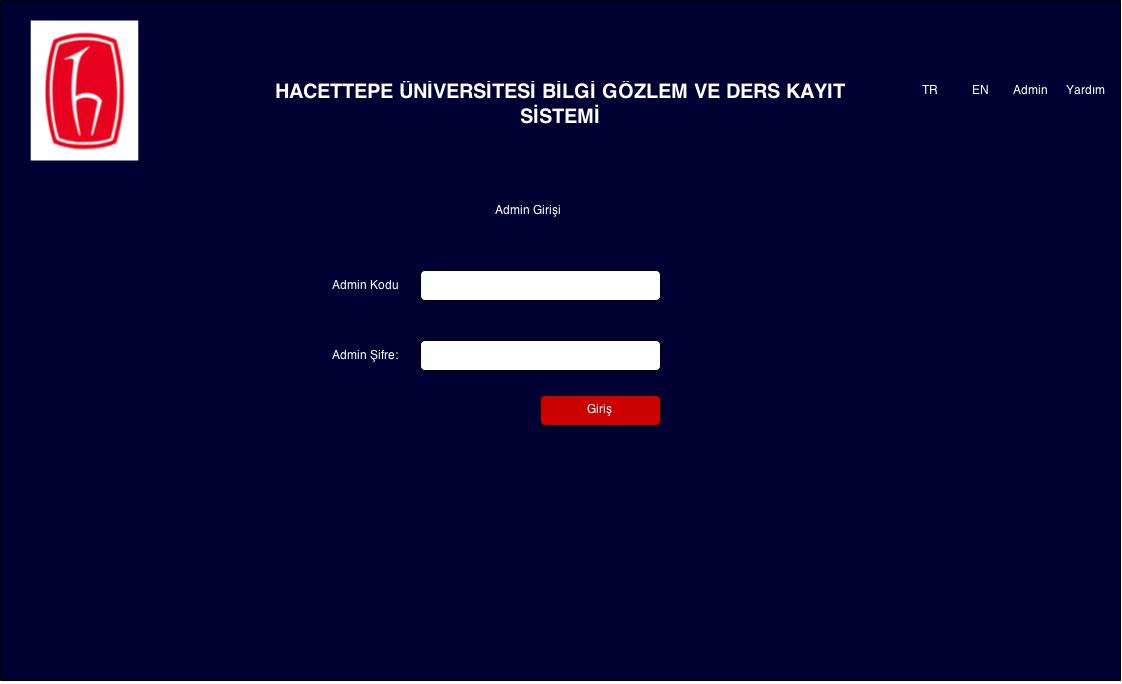 HACETTEPE ÜNİVERSİTESİ BİLGİ GÖZLEM VE DERS KAYIT
SİSTEMİ
TR EN Admin Yardım
Admin Girişi
Admin Kodu
Admin Şifre:
Giriş